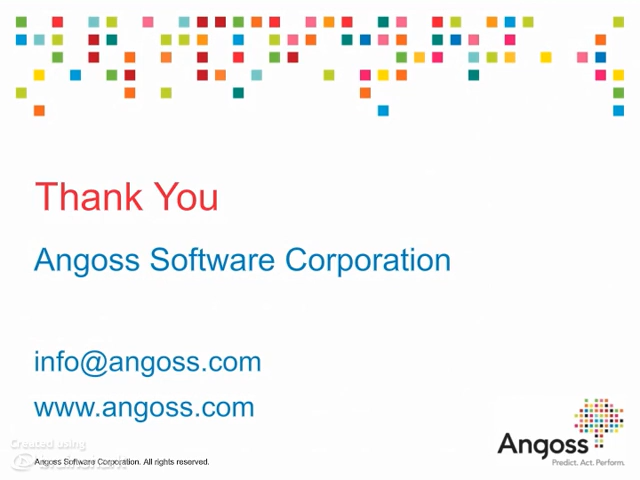 Thank You
Angoss Software Corporation
info@angoss.com
www.angoss.com
Created using
Angoss Software Corporation. All rights reserved.
Angoss
Predict. Act. Perform.